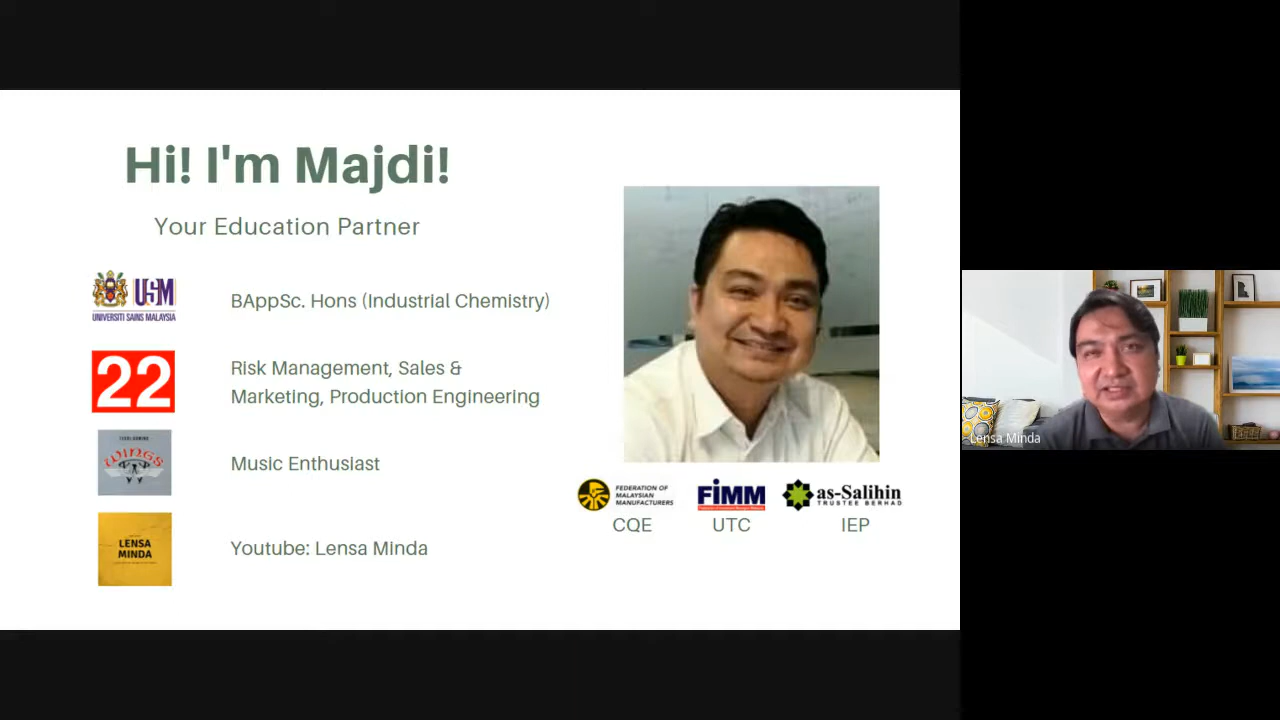 Hi! I'm Majdi!
Your Education Partner
USM
UNIVERSITI SAINS MALAYSIA
BAppSc. Hons (Industrial Chemistry)
22
Risk Management, Sales &
Marketing, Production Engineering
WINGS
Music Enthusiast
LENSA
MINDA
Youtube: Lensa Minda
FEDERATION OF
MALAYSIAN
MANUFACTURERS
CQE
FiMM
UTC
as-Salihin
TRUSTEE BERHAD
IEP
Lensa Minda